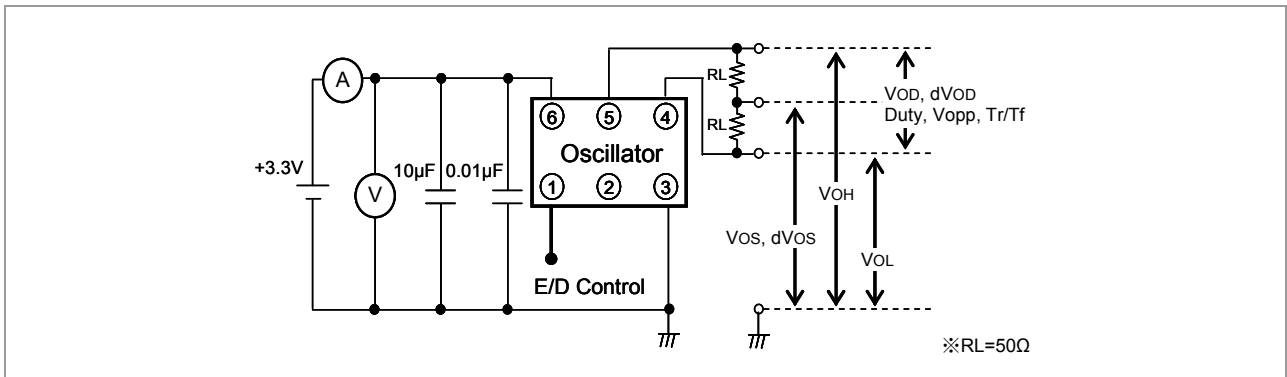 A
RL
VOD, dVOD
Duty, Vopp, Tr/Tf
6 5 4
RL
Oscillator
+3.3V
10µF 0.01µF
V
1 2 3
VOH
VOS, dVOS
VOL
E/D Control
※RL=50Ω